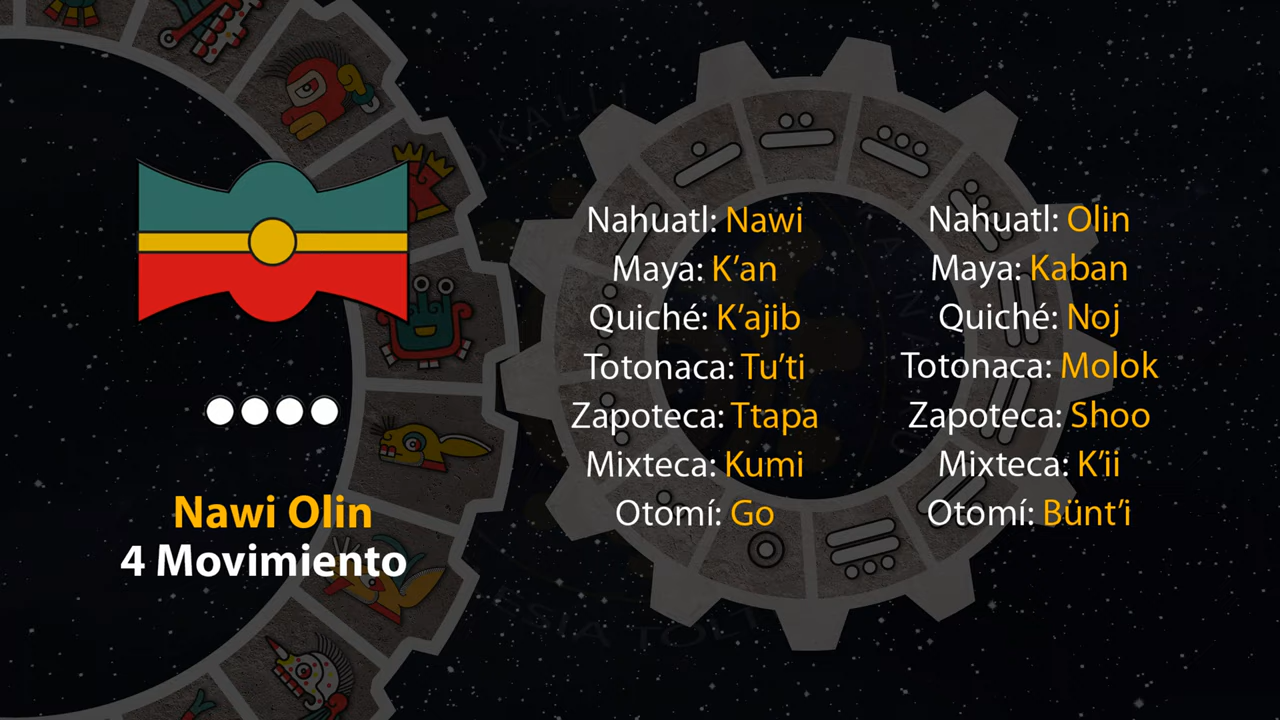 Nawi Olin
4 Movimiento
Nahuatl: Nawi
Maya: K’an
Quiché: K’ajib
Totonaca: Tu’ti
Zapoteca: Ttapa
Mixteca: Kumi
Otomí: Go
Nahuatl: Olin
Maya: Kaban
Quiché: Noj
Totonaca: Molok
Zapoteca: Shoo
Mixteca: K’ii
Otomí: Bünt’i